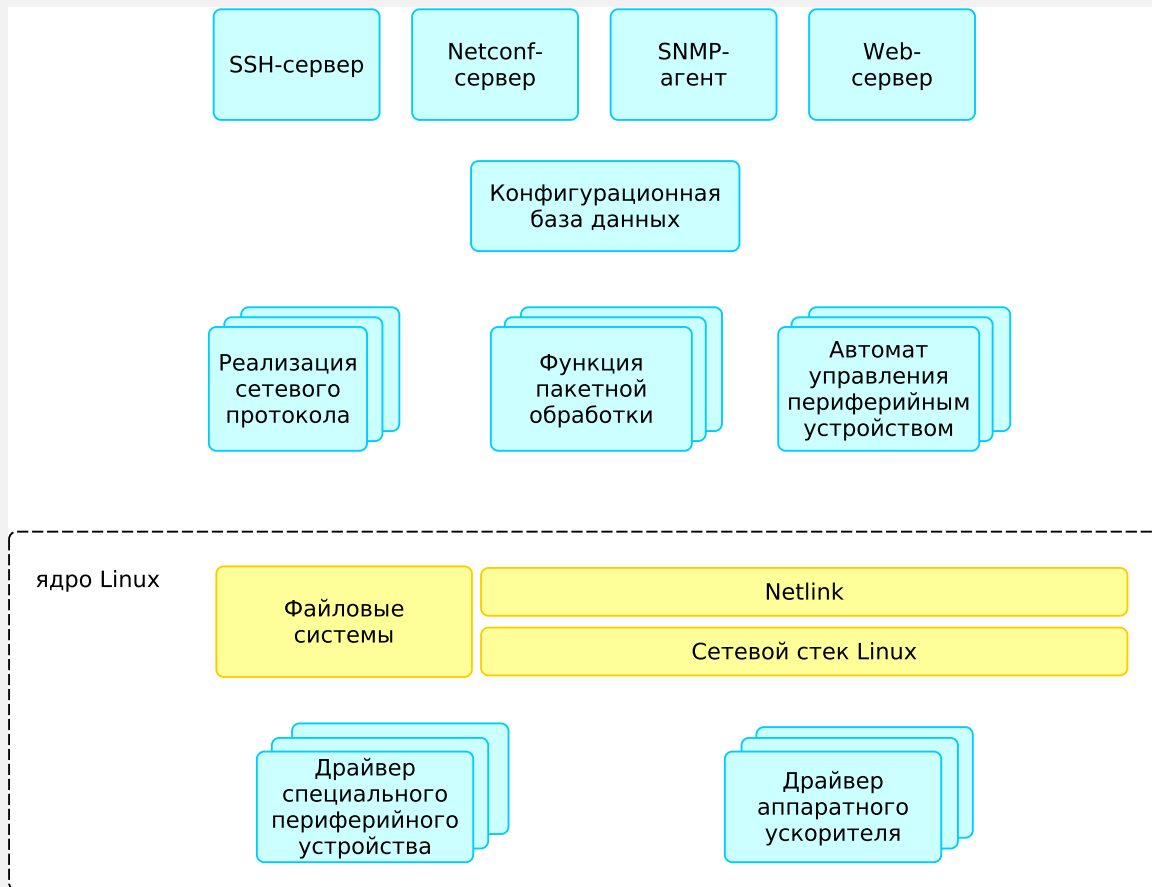 SSH-сервер
Netconf-
сервер
SNMP-
агент
Web-
сервер
Конфигурационная
база данных
Реализация
сетевого
протокола
Функция
пакетной
обработки
Автомат
управления
периферийным
устройством
ядро Linux
Файловые
системы
Netlink
Сетевой стек Linux
Драйвер
специального
периферийного
устройства
Драйвер
аппаратного
ускорителя